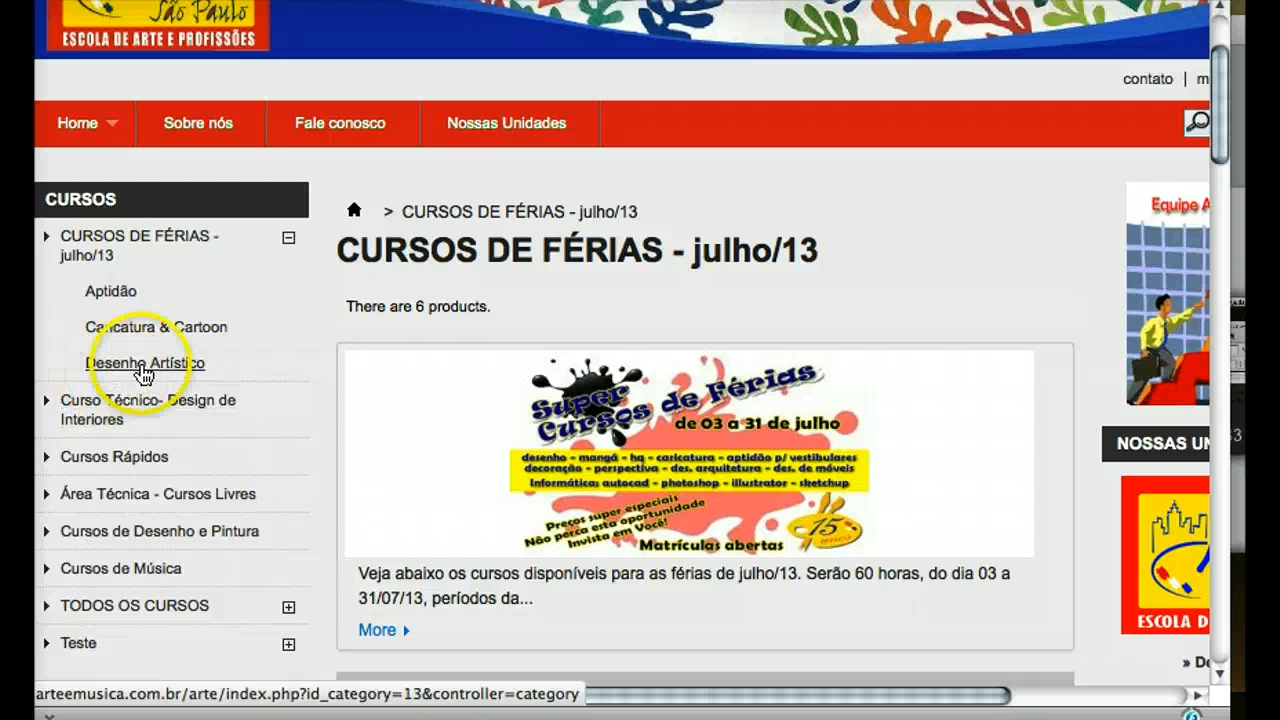 São Paulo
ESCOLA DE ARTE E PROFISSÕES
contato | m
Home
Sobre nós
Fale conosco
Nossas Unidades
CURSOS
CURSOS DE FÉRIAS -
julho/13
Aptidão
Caricatura & Cartoon
Desenho Artístico
Curso Técnico- Design de
Interiores
Cursos Rápidos
Área Técnica - Cursos Livres
Cursos de Desenho e Pintura
Cursos de Música
TODOS OS CURSOS
Teste
> CURSOS DE FÉRIAS - julho/13
CURSOS DE FÉRIAS - julho/13
There are 6 products.
Super
Cursos de Férias
de 03 a 31 de julho
desenho - mangá - hq - caricatura - aptidão p/ vestibulares
decoração - perspectiva - des. arquitetura - des. de móveis
Informática: autocad - photoshop - illustrator - sketchup
Preços super especiais
Não perca esta oportunidade
Invista em Você!
15
anos
Matrículas abertas
Veja abaixo os cursos disponíveis para as férias de julho/13. Serão 60 horas, do dia 03 a
31/07/13, períodos da...
More
Equipe A
NOSSAS UN
ESCOLA D
» De
arteemusica.com.br/arte/index.php?id_category=13&controller=category